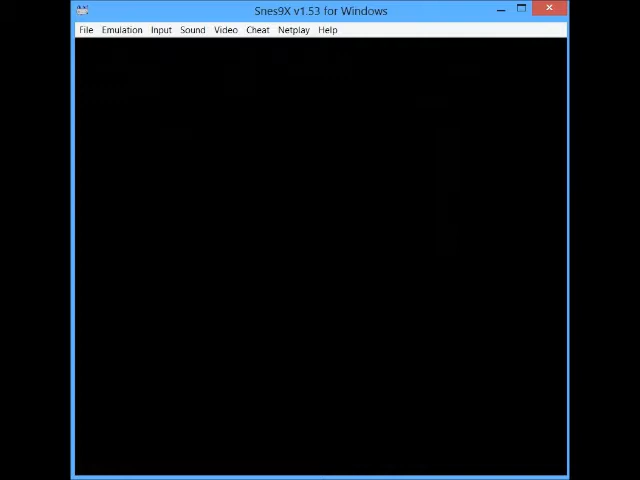 Snes9X v1.53 for Windows
File Emulation Input Sound Video Cheat Netplay Help